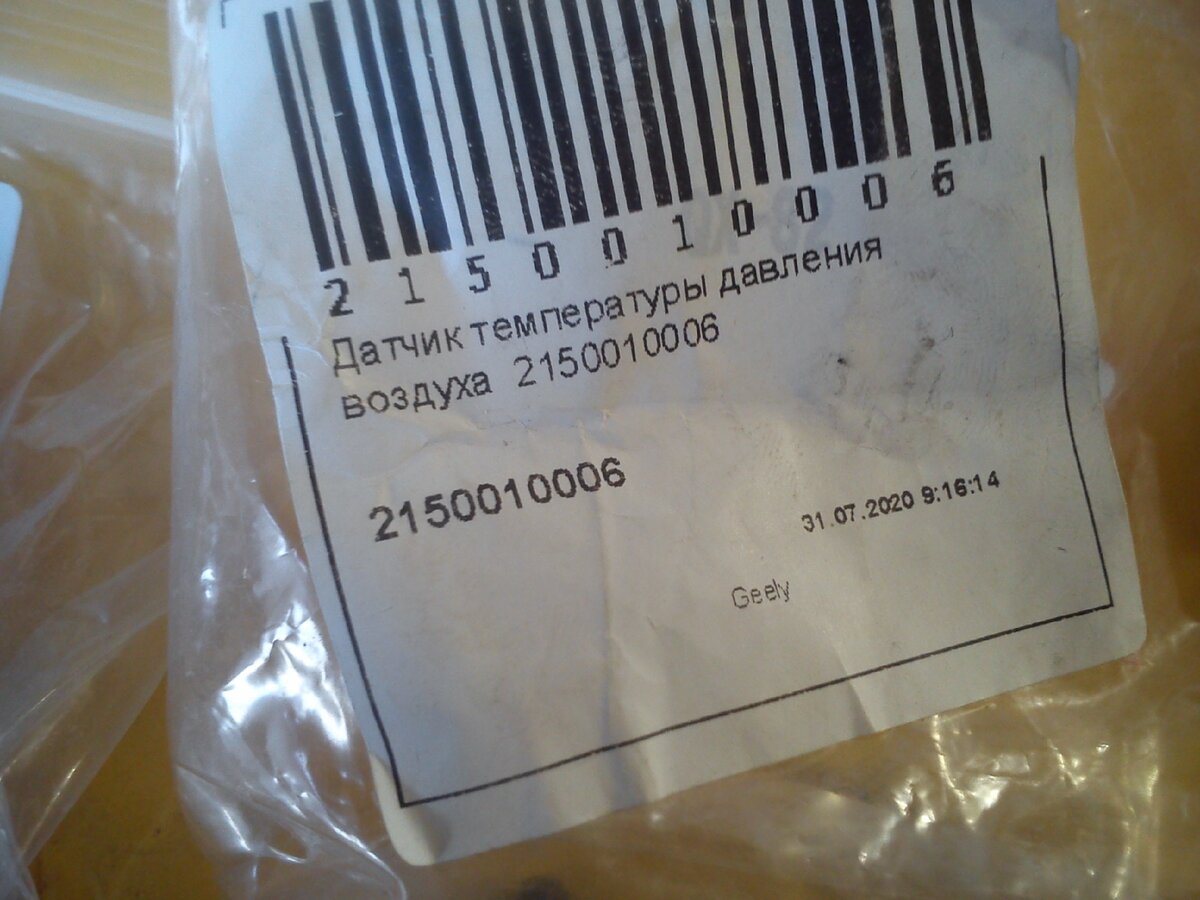 2150010006
Датчик температуры давления
воздуха 2150010006
2150010006
31.07.2020 9:16:14
Geely